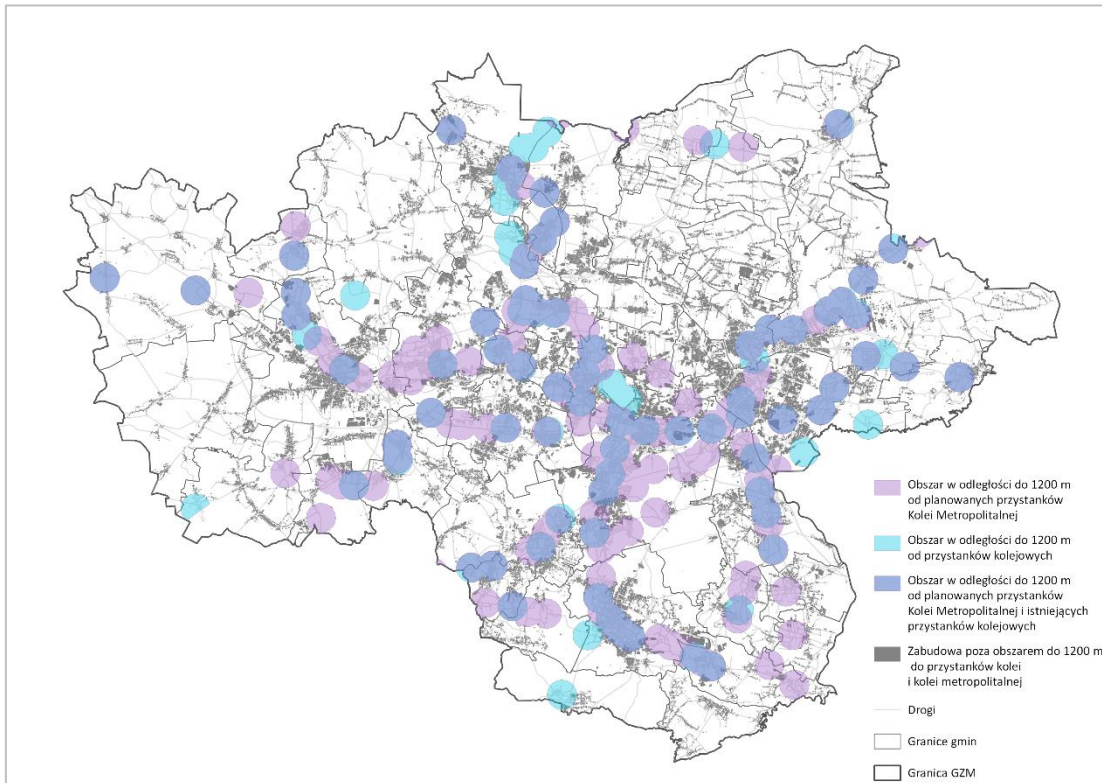 Obszar w odległości do 1200 m
od planowanych przystanków
Kolei Metropolitalnej
Obszar w odległości do 1200 m
od przystanków kolejowych
Obszar w odległości do 1200 m
od planowanych przystanków
Kolei Metropolitalnej i istniejących
przystanków kolejowych
Zabudowa poza obszarem do 1200 m
do przystanków kolei
i kolei metropolitalnej
Drogi
Granice gmin
Granica GZM